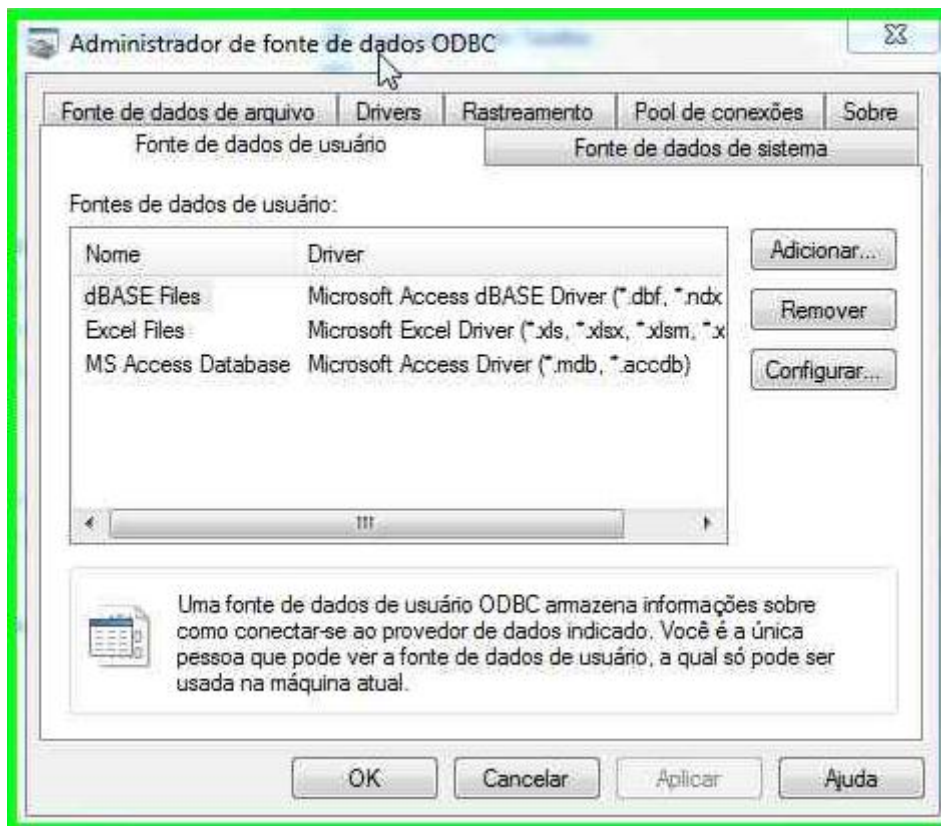 Administrador de fonte de dados ODBC
Fonte de dados de arquivo Drivers Rastreamento Pool de conexões Sobre
Fonte de dados de usuário Fonte de dados de sistema
Fontes de dados de usuário:
Nome Driver
dBASE Files Microsoft Access dBASE Driver (*.dbf, *.ndx
Excel Files Microsoft Excel Driver (*.xls, *.xlsx, *.xlsm, *.x
MS Access Database Microsoft Access Driver (*.mdb, *.accdb)
Adicionar...
Remover
Configurar...
Uma fonte de dados de usuário ODBC armazena informações sobre
como conectar-se ao provedor de dados indicado. Você é a única
pessoa que pode ver a fonte de dados de usuário, a qual só pode ser
usada na máquina atual.
OK Cancelar Aplicar Ajuda